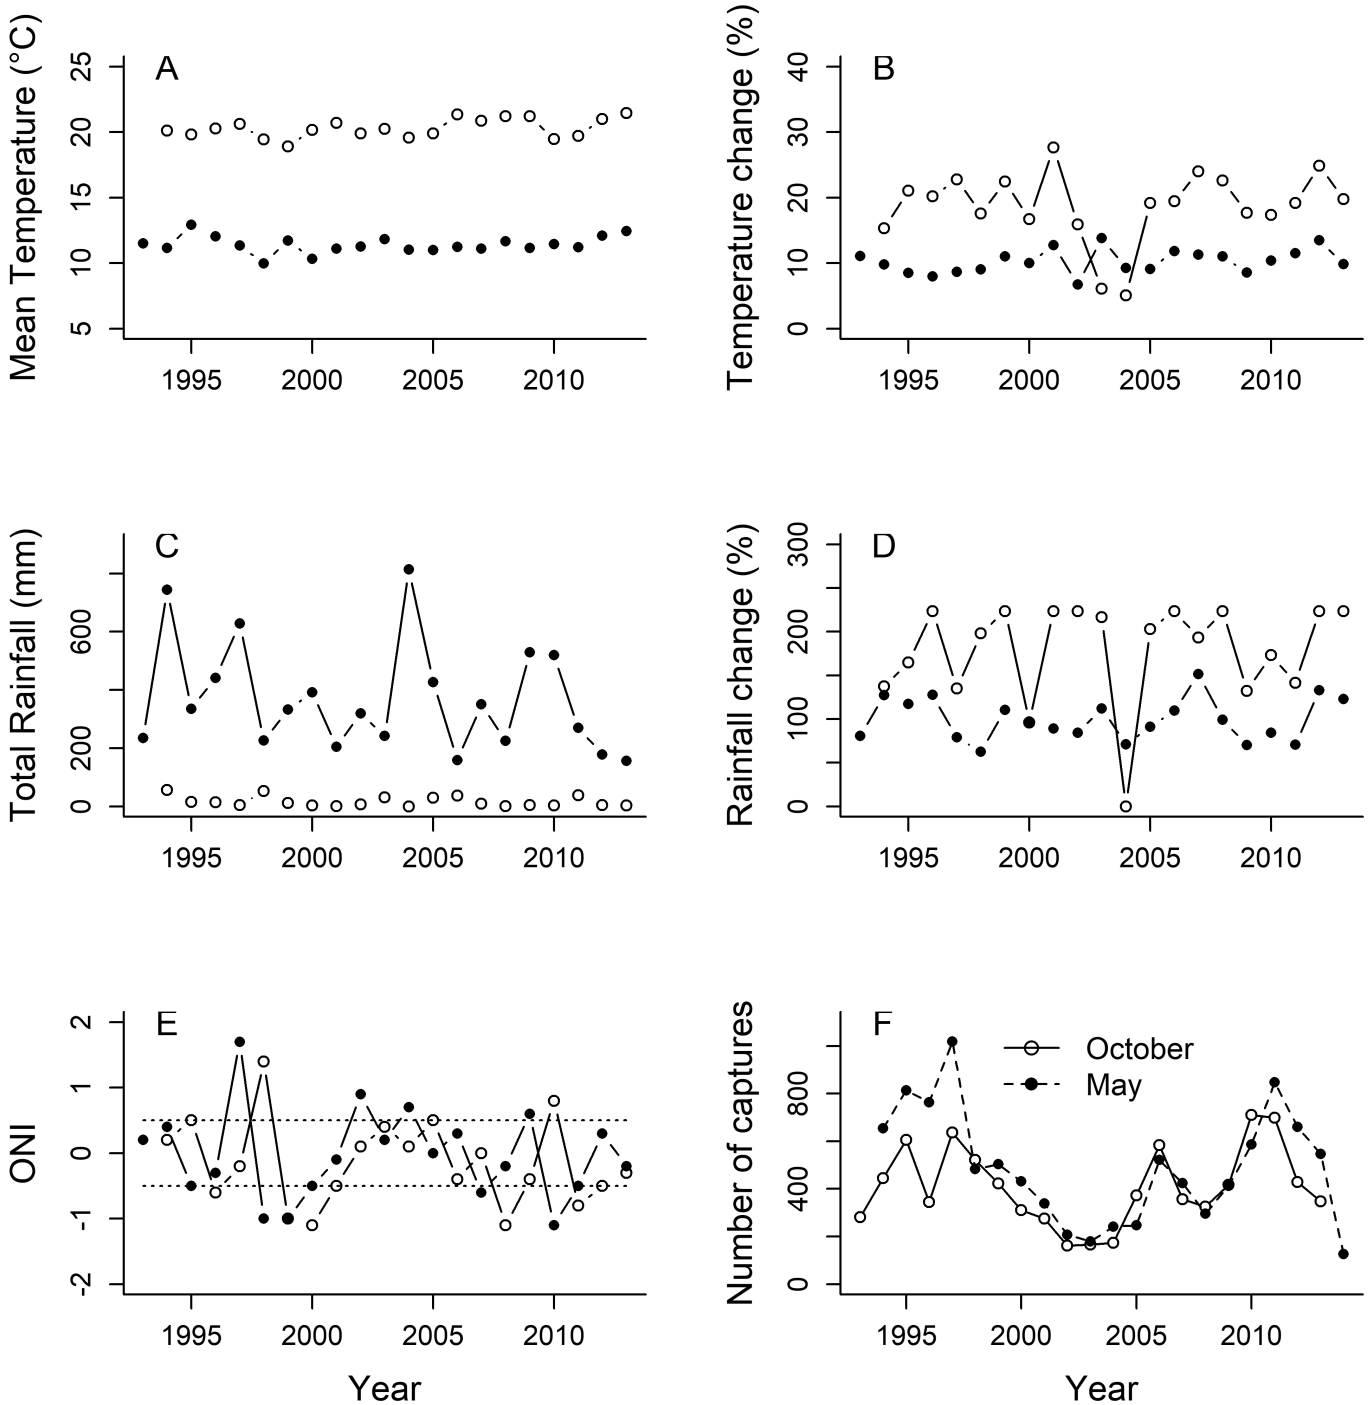 A
Mean Temperature (°C)
25
20
15
10
5
1995 2000 2005 2010
B
Temperature change (%)
40
30
20
10
0
1995 2000 2005 2010
C
Total Rainfall (mm)
600
200
0
1995 2000 2005 2010
D
Rainfall change (%)
300
200
100
0
1995 2000 2005 2010
E
ONI
2
1
0
-1
-2
1995 2000 2005 2010
Year
F
Number of captures
800
400
0
October
May
1995 2000 2005 2010
Year